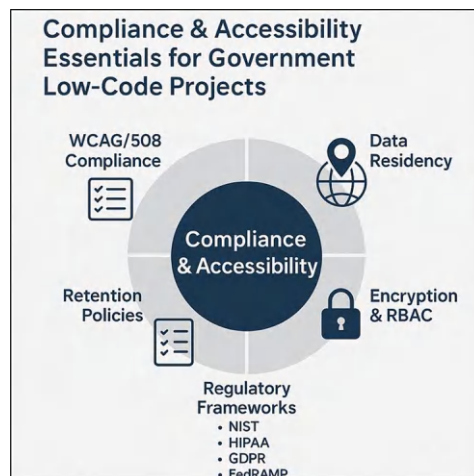 Compliance & Accessibility
Essentials for Government
Low-Code Projects
WCAG/508
Compliance
Data
Residency
Compliance
& Accessibility
Retention
Policies
Encryption
& RBAC
Regulatory
Frameworks
• NIST
• HIPAA
• GDPR
• FedRAMP